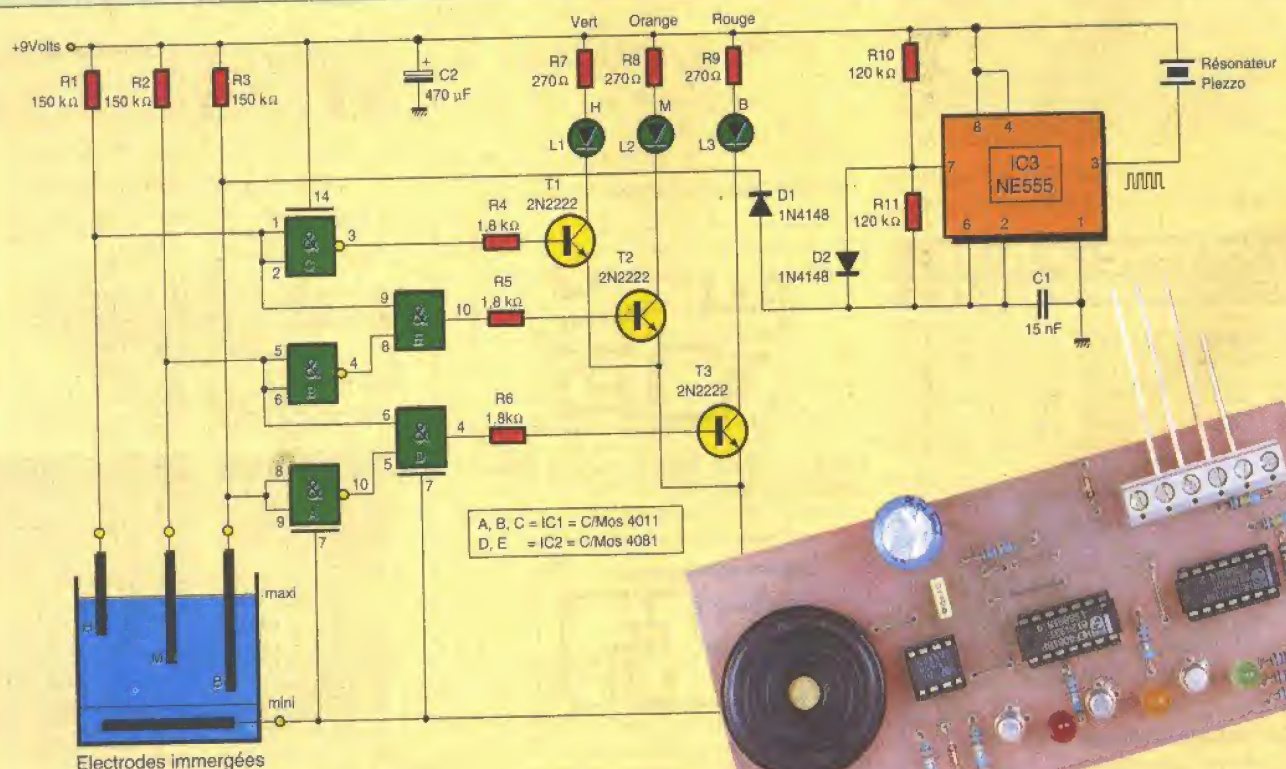 +9Volts
R1
150 kΩ
R2
150 kΩ
R3
150 kΩ
+
C2
470 µF
Vert
Orange
Rouge
R7
270 Ω
R8
270 Ω
R9
270 Ω
H
M
B
L1
L2
L3
R10
120 kΩ
R11
120 kΩ
Résonateur
Piezzo
8
4
7
IC3
NE555
3
6
2
1
D1
1N4148
D2
1N4148
C1
15 nF
14
1
2
&
C
3
R4
1,8 kΩ
T1
2N2222
9
8
&
E
10
R5
1,8 kΩ
T2
2N2222
5
6
&
B
4
6
5
&
D
4
7
R6
1,8kΩ
T3
2N2222
8
9
&
A
10
7
A, B, C = IC1 = C/Mos 4011
D, E = IC2 = C/Mos 4081
maxi
H
M
B
mini
Electrodes immergées